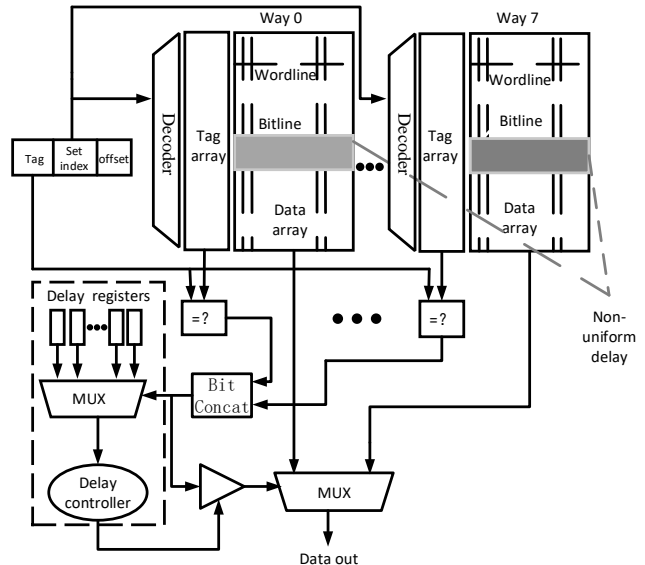 Way 0
Way 7
Wordline
Wordline
Decoder
Tag
array
Bitline
Decoder
Tag
array
Bitline
Tag
Set
index
offset
Data
array
Data
array
Delay registers
=?
=?
Non-
uniform
delay
MUX
Bit
Concat
Delay
controller
MUX
Data out